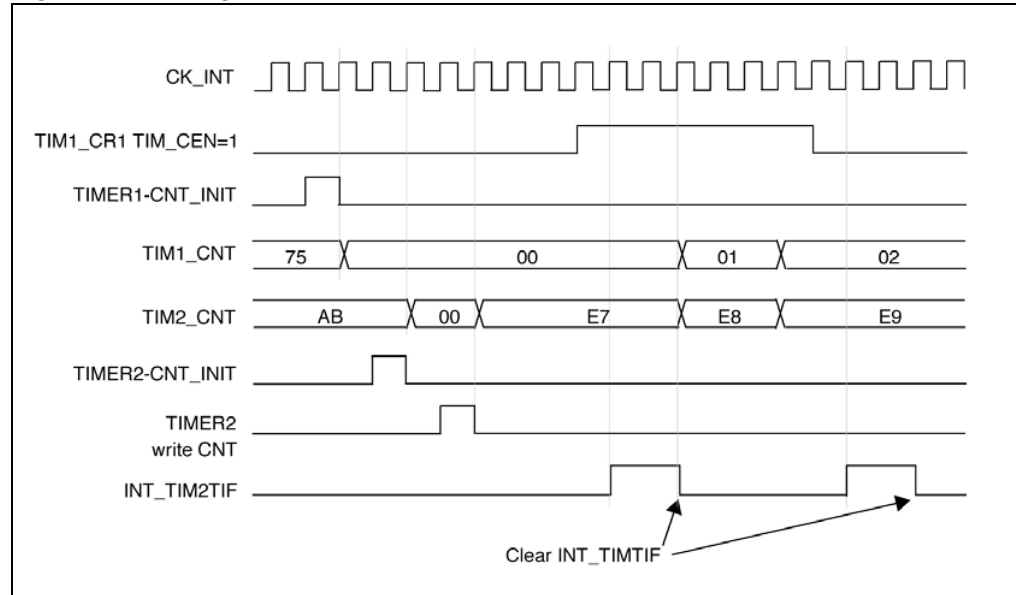 CK_INT
TIM1_CR1 TIM_CEN=1
TIMER1-CNT_INIT
TIM1_CNT 75 00 01 02
TIM2_CNT AB 00 E7 E8 E9
TIMER2-CNT_INIT
TIMER2
write CNT
INT_TIM2TIF
Clear INT_TIMTIF